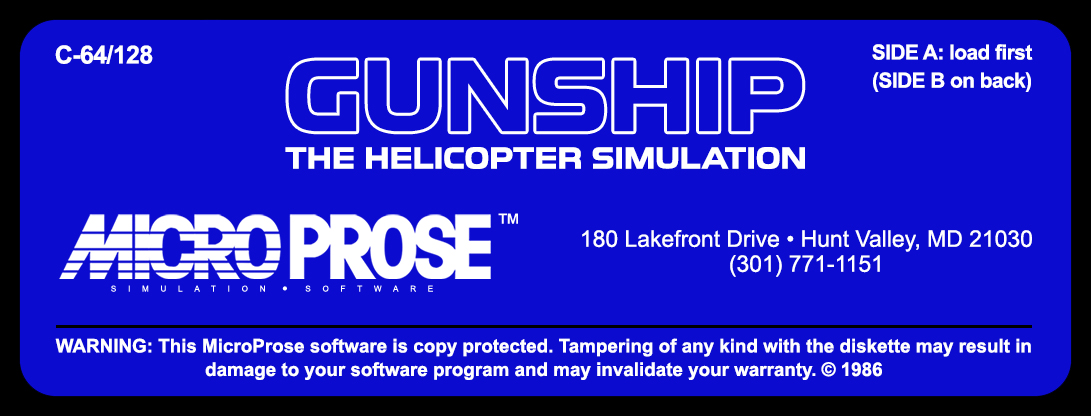 C-64/128
SIDE A: load first
(SIDE B on back)
GUNSHIP
THE HELICOPTER SIMULATION
MICRO PROSE™
SIMULATION • SOFTWARE
180 Lakefront Drive • Hunt Valley, MD 21030
(301) 771-1151
WARNING: This MicroProse software is copy protected. Tampering of any kind with the diskette may result in
damage to your software program and may invalidate your warranty. © 1986